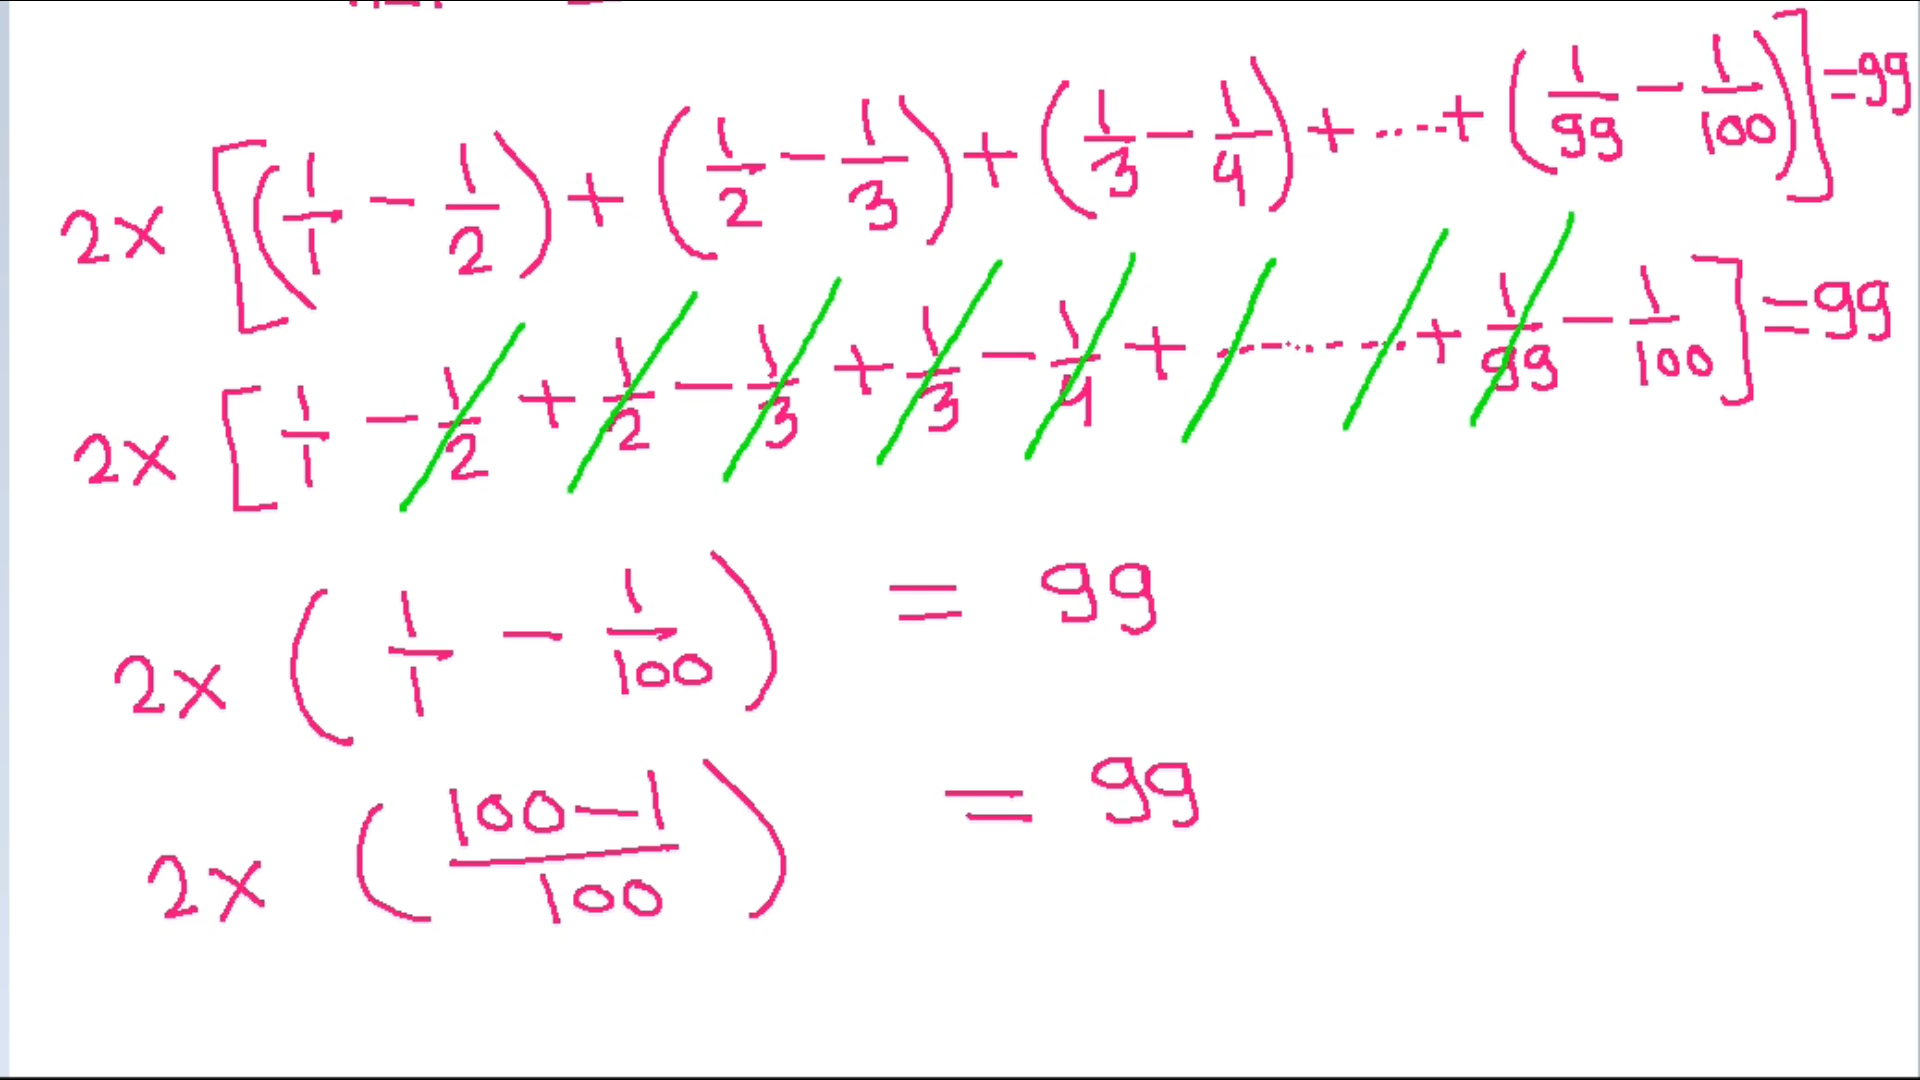 2x [(1/1 - 1/2) + (1/2 - 1/3) + (1/3 - 1/4) + ..... + (1/99 - 1/100)] = 99
2x [1/1 - 1/2 + 1/2 - 1/3 + 1/3 - 1/4 + ........ + 1/99 - 1/100] = 99
2x (1/1 - 1/100) = 99
2x ((100-1)/100) = 99